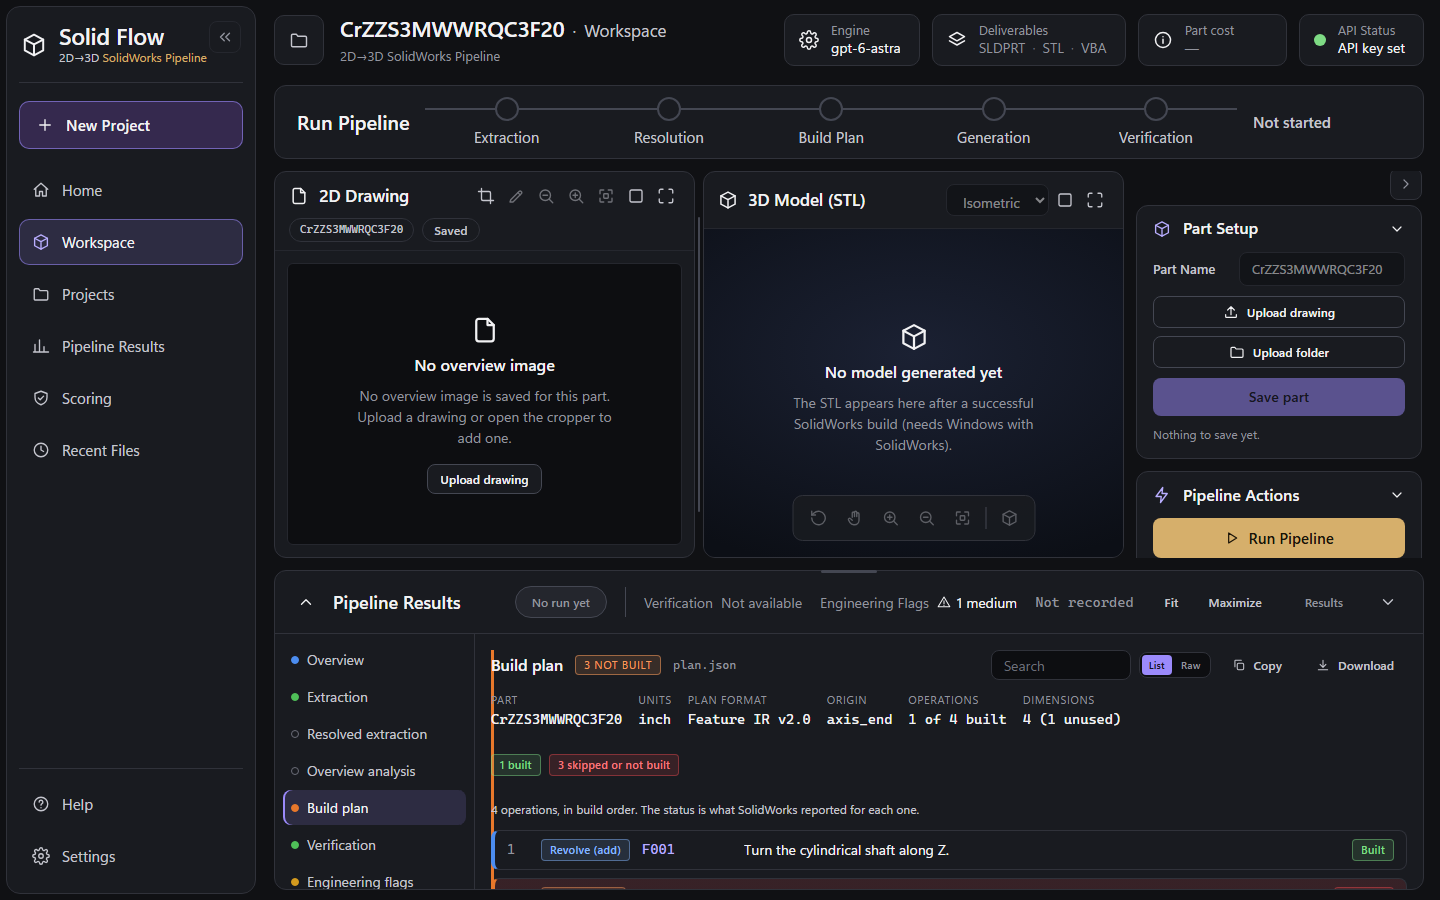 Solid Flow
2D→3D SolidWorks Pipeline
New Project
Home
Workspace
Projects
Pipeline Results
Scoring
Recent Files
Help
Settings
CrZZS3MWWRQC3F20 · Workspace
2D→3D SolidWorks Pipeline
Engine
gpt-6-astra
Deliverables
SLDPRT · STL · VBA
Part cost
—
API Status
API key set
Run Pipeline
Extraction
Resolution
Build Plan
Generation
Verification
Not started
2D Drawing
CrZZS3MWWRQC3F20
Saved
No overview image
No overview image is saved for this part.
Upload a drawing or open the cropper to
add one.
Upload drawing
3D Model (STL)
Isometric
No model generated yet
The STL appears here after a successful
SolidWorks build (needs Windows with
SolidWorks).
Part Setup
Part Name
CrZZS3MWWRQC3F20
Upload drawing
Upload folder
Save part
Nothing to save yet.
Pipeline Actions
Run Pipeline
Pipeline Results
No run yet
Verification Not available
Engineering Flags 1 medium
Not recorded
Fit
Maximize
Results
Overview
Extraction
Resolved extraction
Overview analysis
Build plan
Verification
Engineering flags
Build plan
3 NOT BUILT
plan.json
Search
List
Raw
Copy
Download
PART UNITS PLAN FORMAT ORIGIN OPERATIONS DIMENSIONS
CrZZS3MWWRQC3F20 inch Feature IR v2.0 axis_end 1 of 4 built 4 (1 unused)
1 built
3 skipped or not built
4 operations, in build order. The status is what SolidWorks reported for each one.
1 Revolve (add) F001 Turn the cylindrical shaft along Z. Built